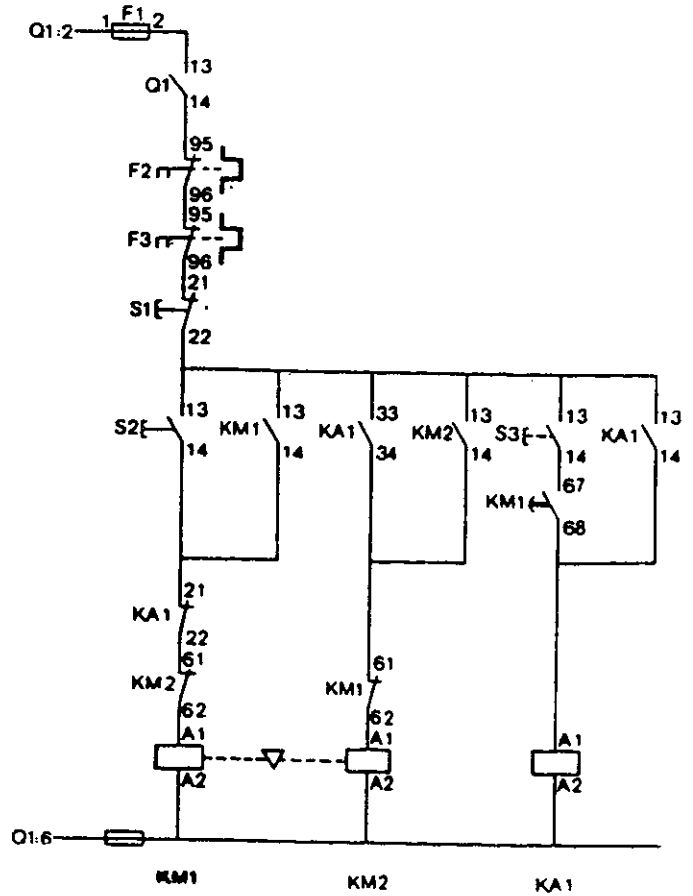 F1
Q1:2 1 2
13
Q1
14
95
F2
96
95
F3
96
21
S1
22
13 13 33 13 13 13
S2 KM1 KA1 KM2 S3 KA1
14 14 34 14 14 14
67
KM1
68
21
KA1
22
61 61
KM2 KM1
62 62
A1 A1 A1
A2 A2 A2
Q1:6
KM1 KM2 KA1